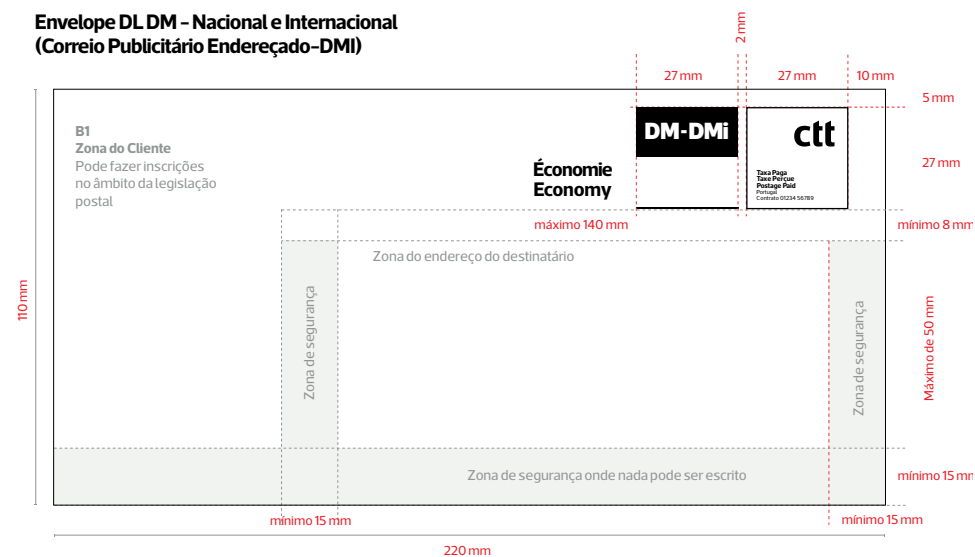 Envelope DL DM - Nacional e Internacional
(Correio Publicitário Endereçado-DMI)
2 mm
27 mm
27 mm
10 mm
5 mm
B1
Zona do Cliente
Pode fazer inscrições
no âmbito da legislação
postal
DM-DMi
ctt
27 mm
Économie
Economy
Taxa Paga
Taxe Perçue
Postage Paid
Portugal
Contrato 01234 56789
máximo 140 mm
mínimo 8 mm
Zona do endereço do destinatário
110 mm
Zona de segurança
Zona de segurança
Máximo de 50 mm
Zona de segurança onde nada pode ser escrito
mínimo 15 mm
mínimo 15 mm
mínimo 15 mm
220 mm